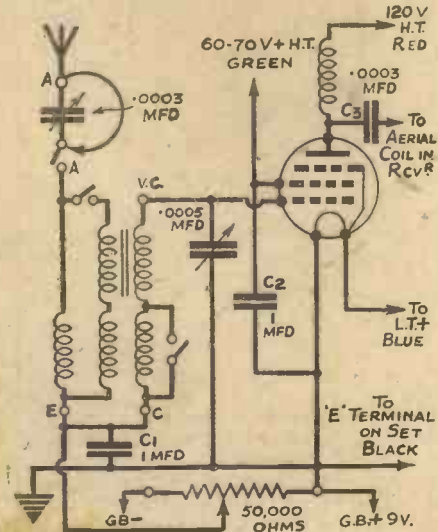 120 V
H.T.
RED
60-70 V + H.T.
GREEN
.0003
MFD
C3
TO
AERIAL
COIL IN
RCVR.
A
.0003
MFD
A
V.C.
.0005
MFD
C2
1
MFD
TO
L.T.+
BLUE
E
C
C1
1 MFD
TO
'E' TERMINAL
ON SET
BLACK
GB-
50,000
OHMS
G.B.+ 9V.